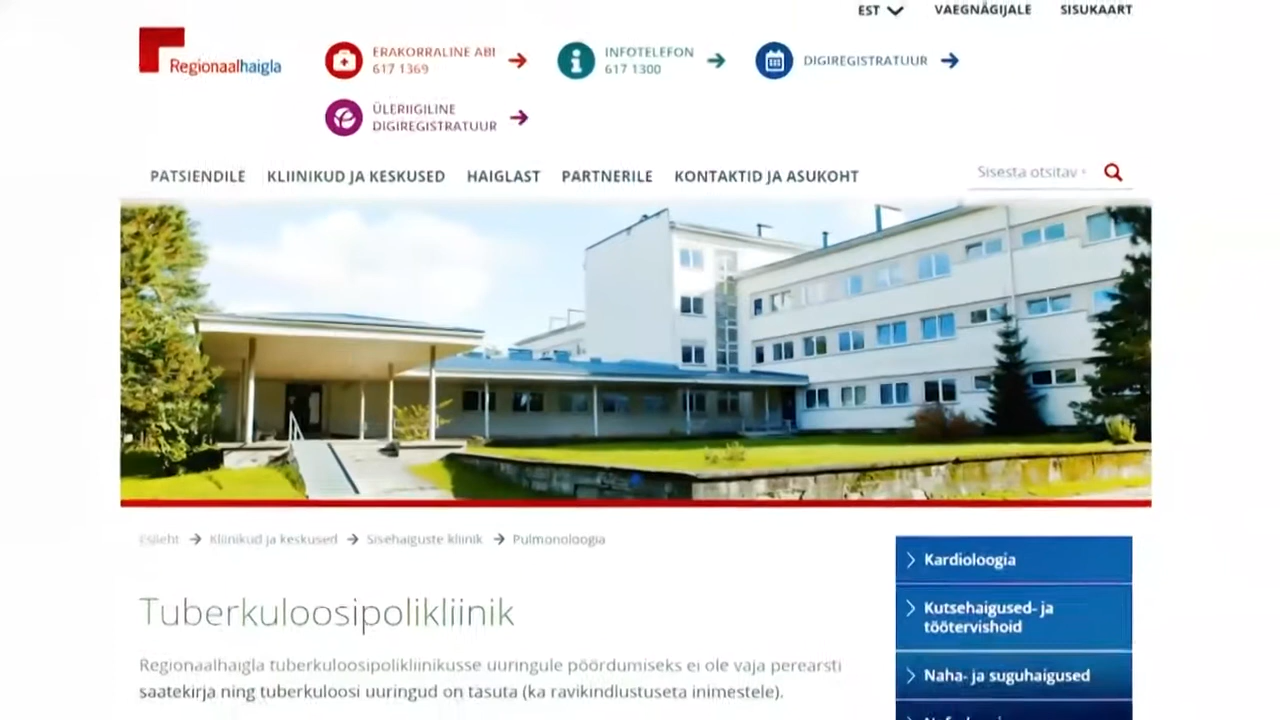 EST
VAEGNÄGIJALE
SISUKAART
Regionaalhaigla
ERAKORRALINE ABI
617 1369
INFOTELEFON
617 1300
DIGIREGISTRATUUR
ÜLERIIGILINE
DIGIREGISTRATUUR
PATSIENDILE
KLIINIKUD JA KESKUSED
HAIGLAST
PARTNERILE
KONTAKTID JA ASUKOHT
Sisesta otsitav
Esileht
Kliinikud ja keskused
Sisehaiguste kliinik
Pulmonoloogia
Tuberkuloosipolikliinik
Regionaalhaigla tuberkuloosipolikliinikusse uuringule pöördumiseks ei ole vaja perearsti
saatekirja ning tuberkuloosi uuringud on tasuta (ka ravikindlustuseta inimestele).
Kardioloogia
Kutsehaigused- ja
töötervishoid
Naha- ja suguhaigused